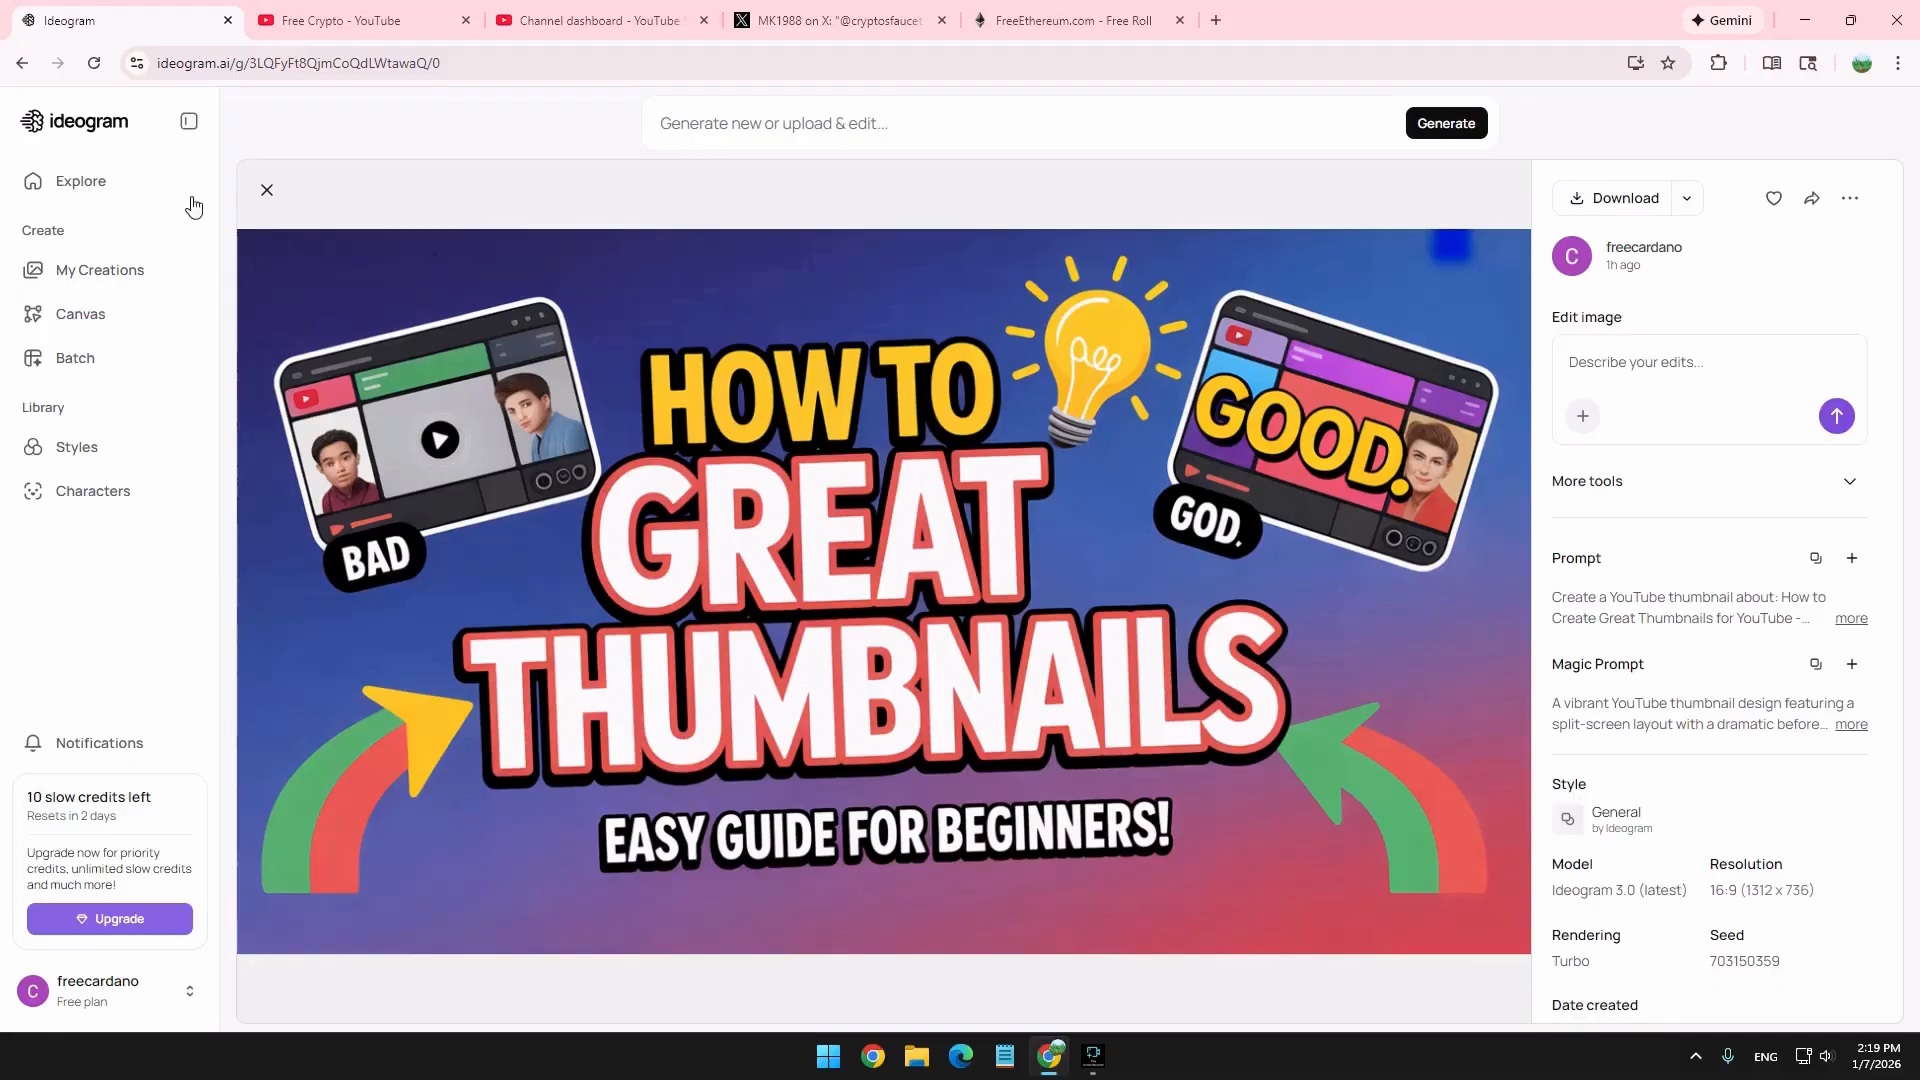 Ideogram
Free Crypto - YouTube
Channel dashboard - YouTube
MK1988 on X: "@cryptosfaucet
FreeEthereum.com - Free Roll
Gemini
ideogram.ai/g/3LQFyFt8QjmCoQdLWtawaQ/0
ideogram
Generate new or upload & edit...
Generate
Explore
Create
My Creations
Canvas
Batch
Library
Styles
Characters
Notifications
10 slow credits left
Resets in 2 days
Upgrade now for priority
credits, unlimited slow credits
and much more!
Upgrade
C
freecardano
Free plan
BAD
HOW TO
GREAT
THUMBNAILS
EASY GUIDE FOR BEGINNERS!
GOOD.
GOD.
Download
C
freecardano
1h ago
Edit image
Describe your edits...
More tools
Prompt
Create a YouTube thumbnail about: How to
Create Great Thumbnails for YouTube -... more
Magic Prompt
A vibrant YouTube thumbnail design featuring a
split-screen layout with a dramatic before... more
Style
General
by Ideogram
Model
Resolution
Ideogram 3.0 (latest)
16:9 (1312 x 736)
Rendering
Seed
Turbo
703150359
Date created
ENG
2:19 PM
1/7/2026